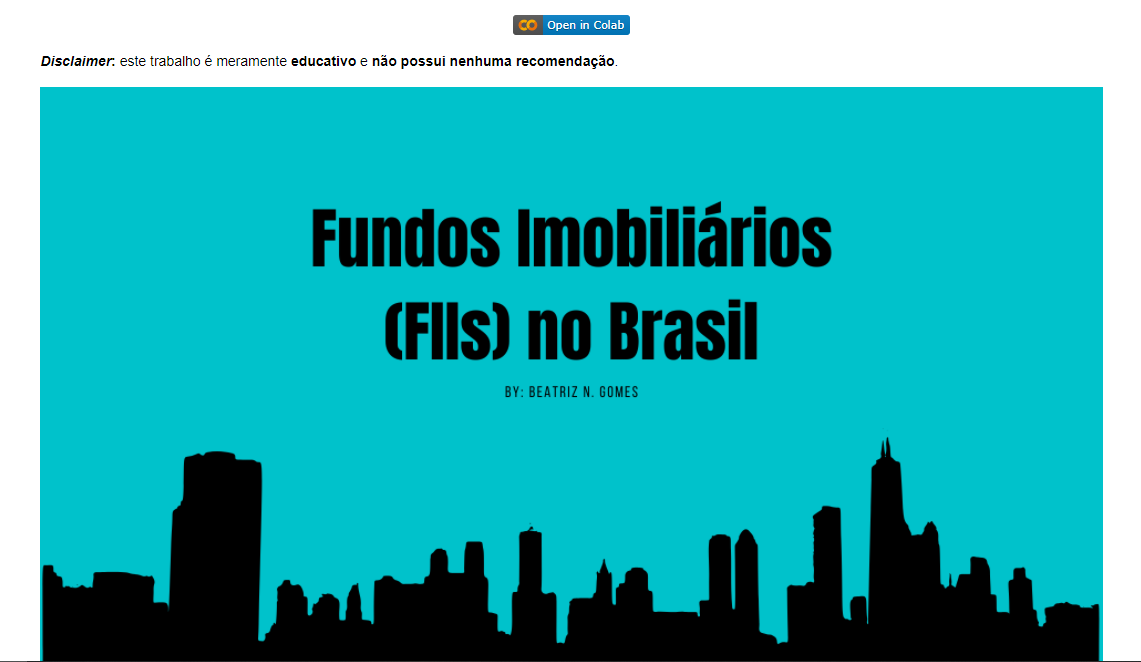 Open in Colab
Disclaimer: este trabalho é meramente educativo e não possui nenhuma recomendação.
Fundos Imobiliários
(FIIs) no Brasil
BY: BEATRIZ N. GOMES